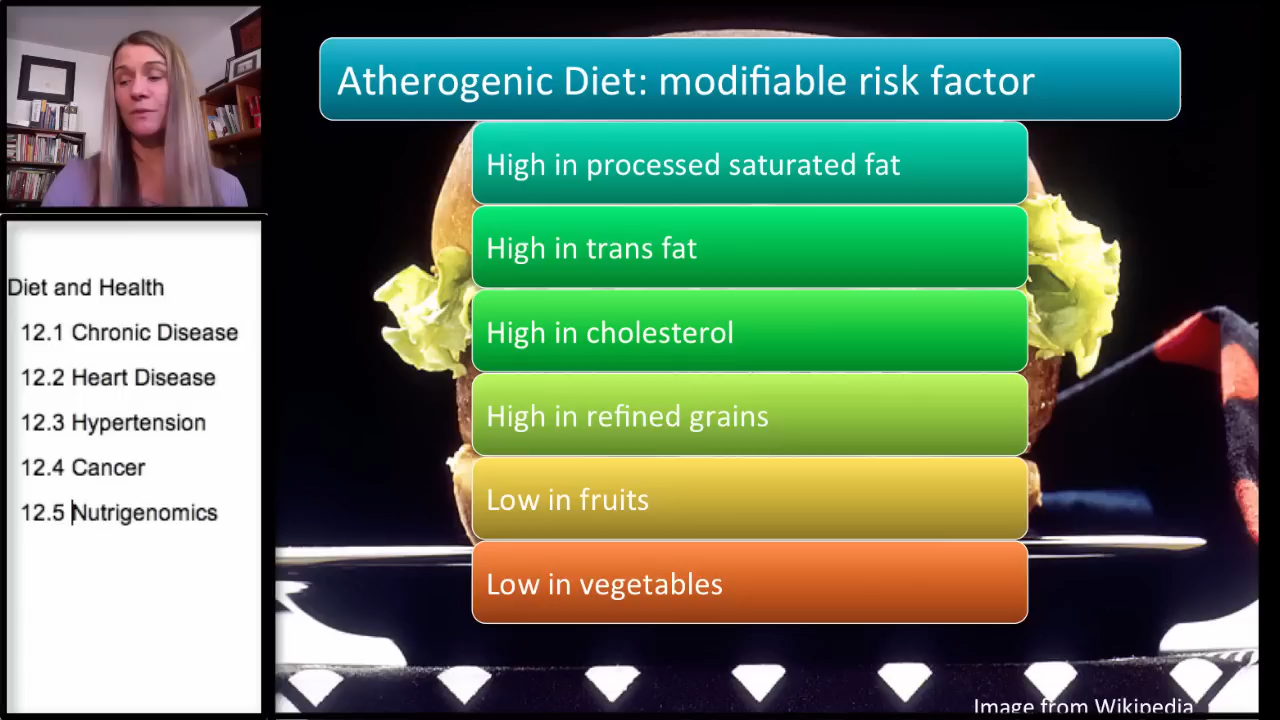 Atherogenic Diet: modifiable risk factor
High in processed saturated fat
High in trans fat
High in cholesterol
High in refined grains
Low in fruits
Low in vegetables
Diet and Health
12.1 Chronic Disease
12.2 Heart Disease
12.3 Hypertension
12.4 Cancer
12.5 Nutrigenomics
Image from Wikipedia